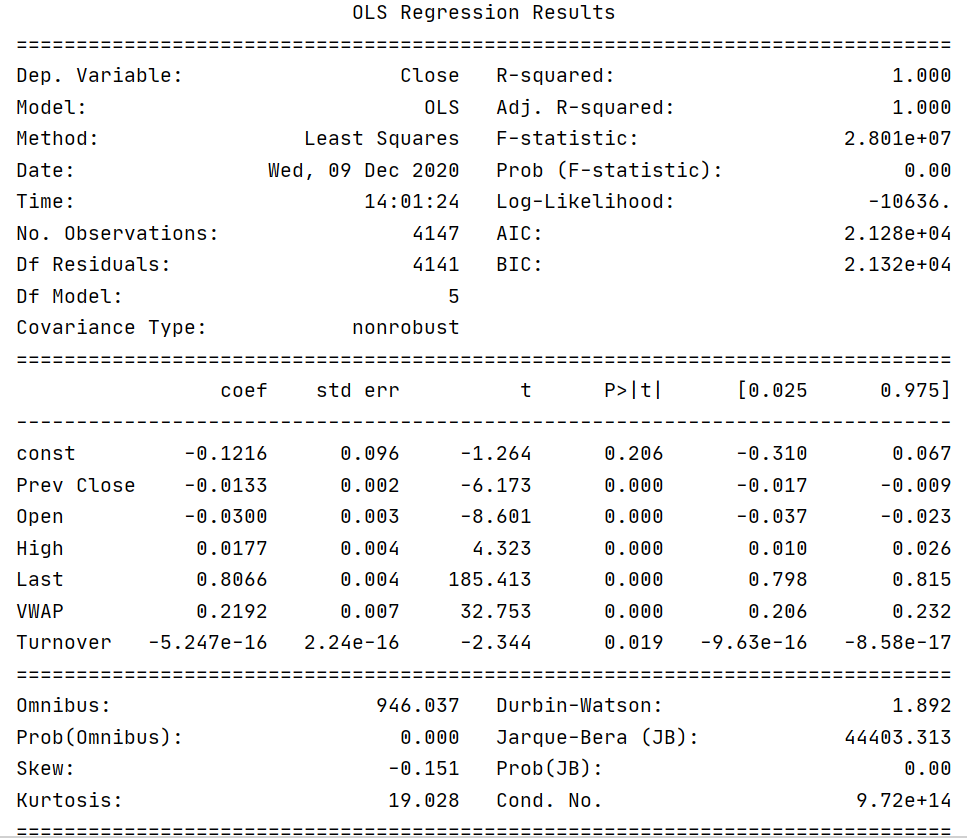 OLS Regression Results
==============================================================================
Dep. Variable:                  Close   R-squared:                       1.000
Model:                            OLS   Adj. R-squared:                  1.000
Method:                 Least Squares   F-statistic:                 2.801e+07
Date:                Wed, 09 Dec 2020   Prob (F-statistic):               0.00
Time:                        14:01:24   Log-Likelihood:                -10636.
No. Observations:                4147   AIC:                         2.128e+04
Df Residuals:                    4141   BIC:                         2.132e+04
Df Model:                           5
Covariance Type:            nonrobust
==============================================================================
                 coef    std err          t      P>|t|      [0.025      0.975]
------------------------------------------------------------------------------
const         -0.1216      0.096     -1.264      0.206      -0.310       0.067
Prev Close    -0.0133      0.002     -6.173      0.000      -0.017      -0.009
Open          -0.0300      0.003     -8.601      0.000      -0.037      -0.023
High           0.0177      0.004      4.323      0.000       0.010       0.026
Last           0.8066      0.004    185.413      0.000       0.798       0.815
VWAP           0.2192      0.007     32.753      0.000       0.206       0.232
Turnover   -5.247e-16   2.24e-16     -2.344      0.019   -9.63e-16   -8.58e-17
==============================================================================
Omnibus:                      946.037   Durbin-Watson:                   1.892
Prob(Omnibus):                  0.000   Jarque-Bera (JB):            44403.313
Skew:                          -0.151   Prob(JB):                         0.00
Kurtosis:                      19.028   Cond. No.                     9.72e+14
==============================================================================